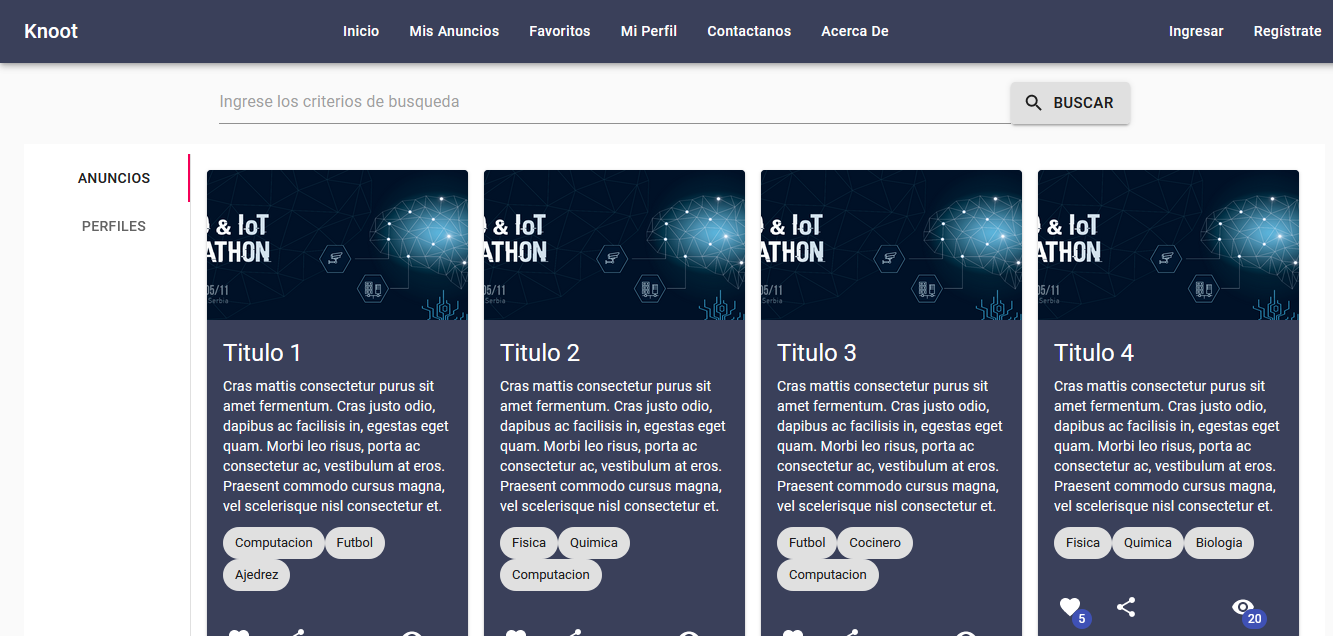 Knoot
Inicio
Mis Anuncios
Favoritos
Mi Perfil
Contactanos
Acerca De
Ingresar
Regístrate
Ingrese los criterios de busqueda
BUSCAR
ANUNCIOS
PERFILES
& IoT
ATHON
05/11
Serbia
Titulo 1
Cras mattis consectetur purus sit
amet fermentum. Cras justo odio,
dapibus ac facilisis in, egestas eget
quam. Morbi leo risus, porta ac
consectetur ac, vestibulum at eros.
Praesent commodo cursus magna,
vel scelerisque nisl consectetur et.
Computacion
Futbol
Ajedrez
& IoT
ATHON
05/11
Serbia
Titulo 2
Cras mattis consectetur purus sit
amet fermentum. Cras justo odio,
dapibus ac facilisis in, egestas eget
quam. Morbi leo risus, porta ac
consectetur ac, vestibulum at eros.
Praesent commodo cursus magna,
vel scelerisque nisl consectetur et.
Fisica
Quimica
Computacion
& IoT
ATHON
05/11
Serbia
Titulo 3
Cras mattis consectetur purus sit
amet fermentum. Cras justo odio,
dapibus ac facilisis in, egestas eget
quam. Morbi leo risus, porta ac
consectetur ac, vestibulum at eros.
Praesent commodo cursus magna,
vel scelerisque nisl consectetur et.
Futbol
Cocinero
Computacion
& IoT
ATHON
05/11
Serbia
Titulo 4
Cras mattis consectetur purus sit
amet fermentum. Cras justo odio,
dapibus ac facilisis in, egestas eget
quam. Morbi leo risus, porta ac
consectetur ac, vestibulum at eros.
Praesent commodo cursus magna,
vel scelerisque nisl consectetur et.
Fisica
Quimica
Biologia
5
20